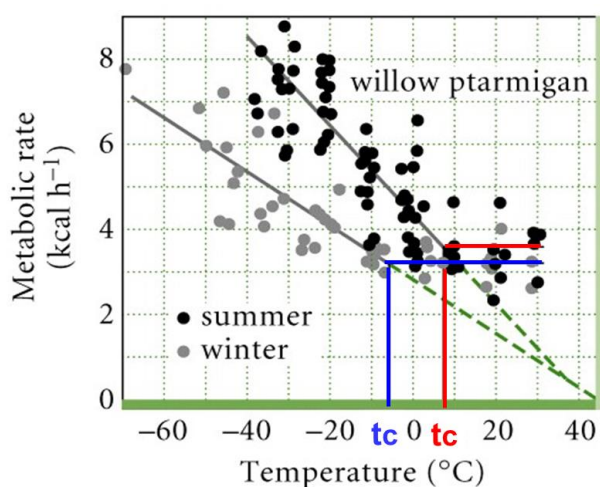 8
willow ptarmigan
6
Metabolic rate
(kcal h⁻¹)
4
summer
2
winter
0
−60 −40 −20 tc 0 tc 20 40
Temperature (°C)